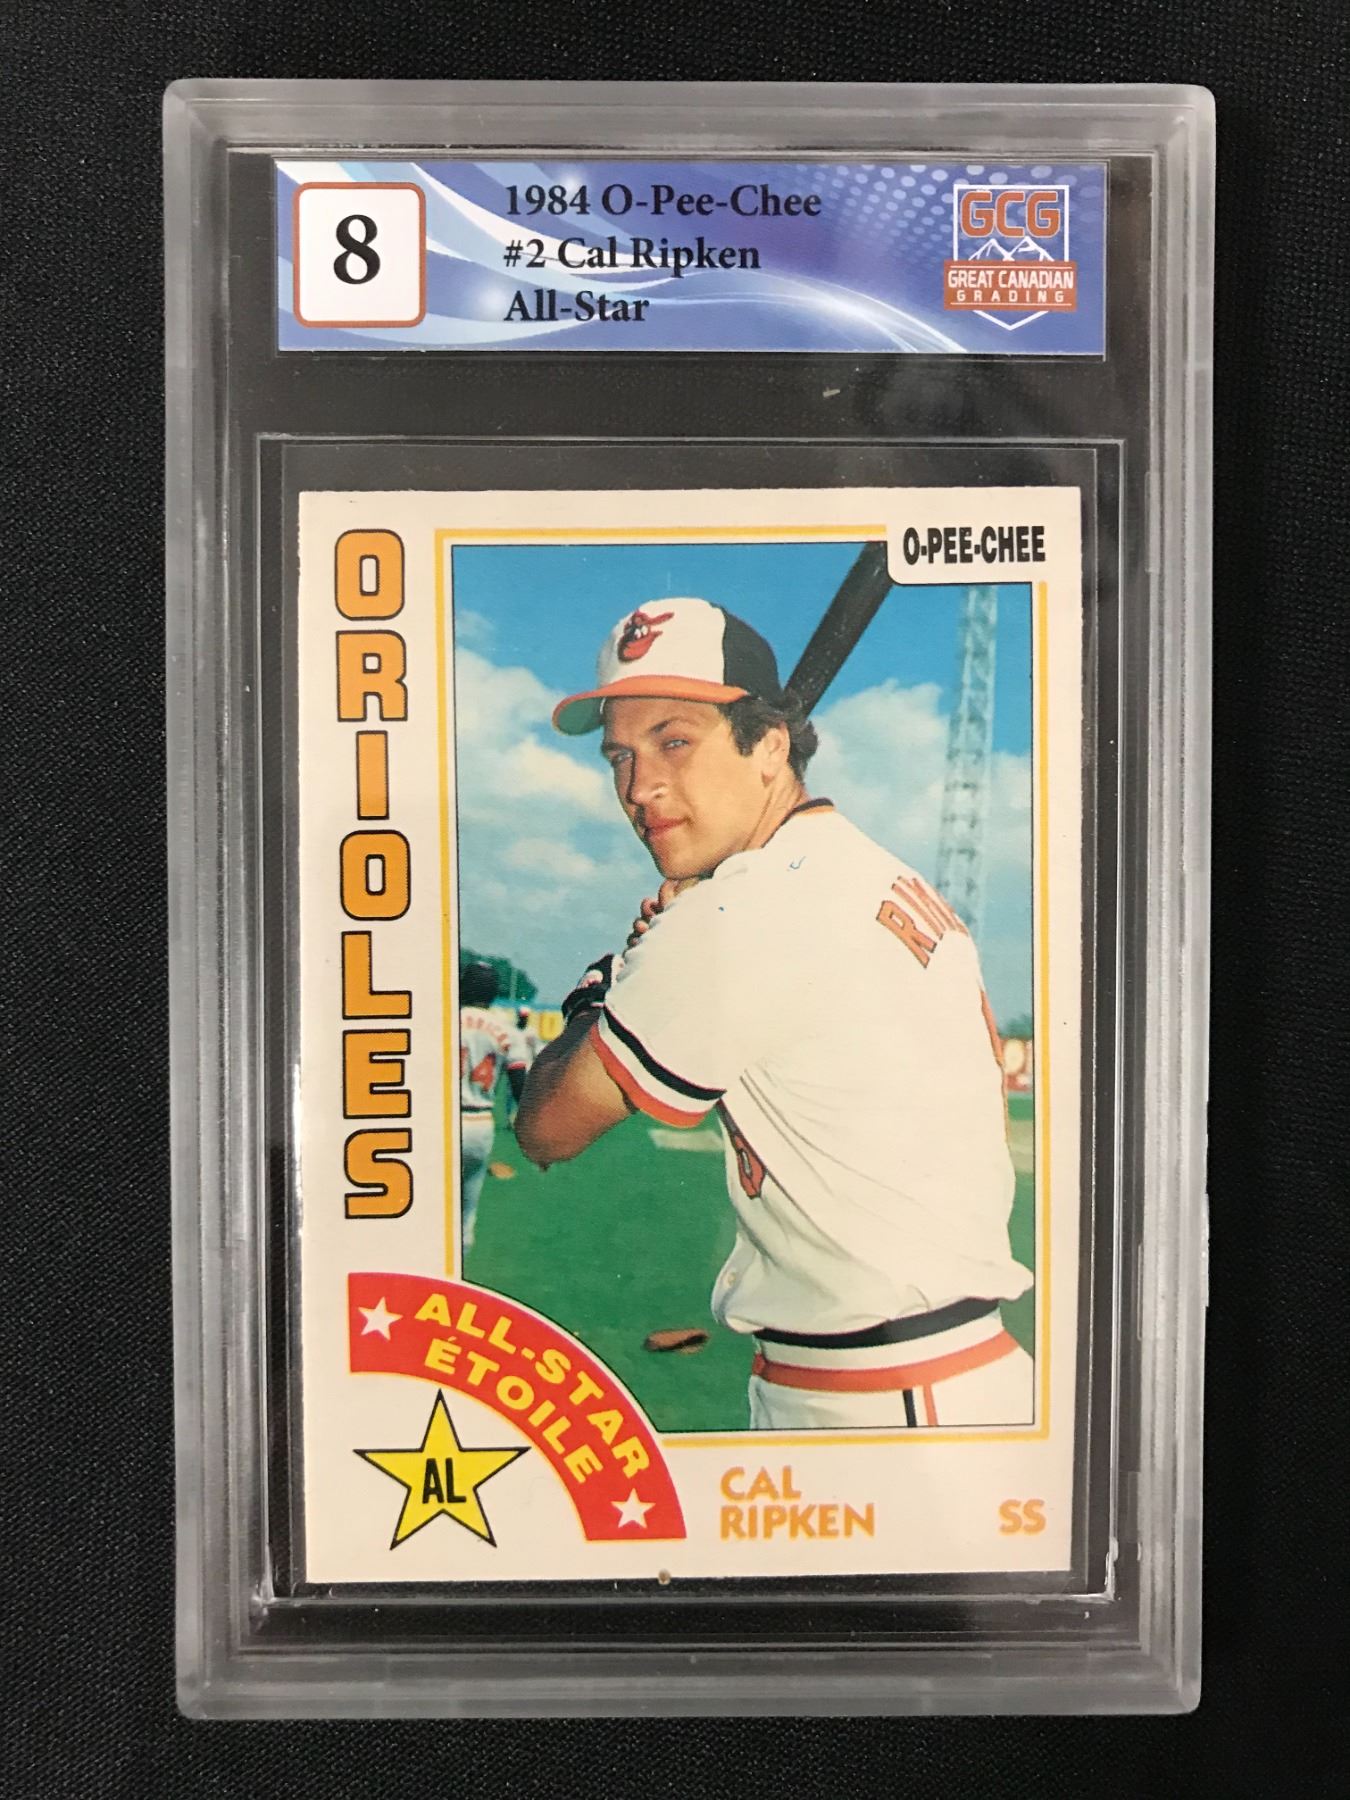 8
1984 O-Pee-Chee
#2 Cal Ripken
All-Star
GCG
GREAT CANADIAN
GRADING
O-PEE-CHEE
ORIOLES
ALL-STAR
ÉTOILE
AL
CAL
RIPKEN
SS